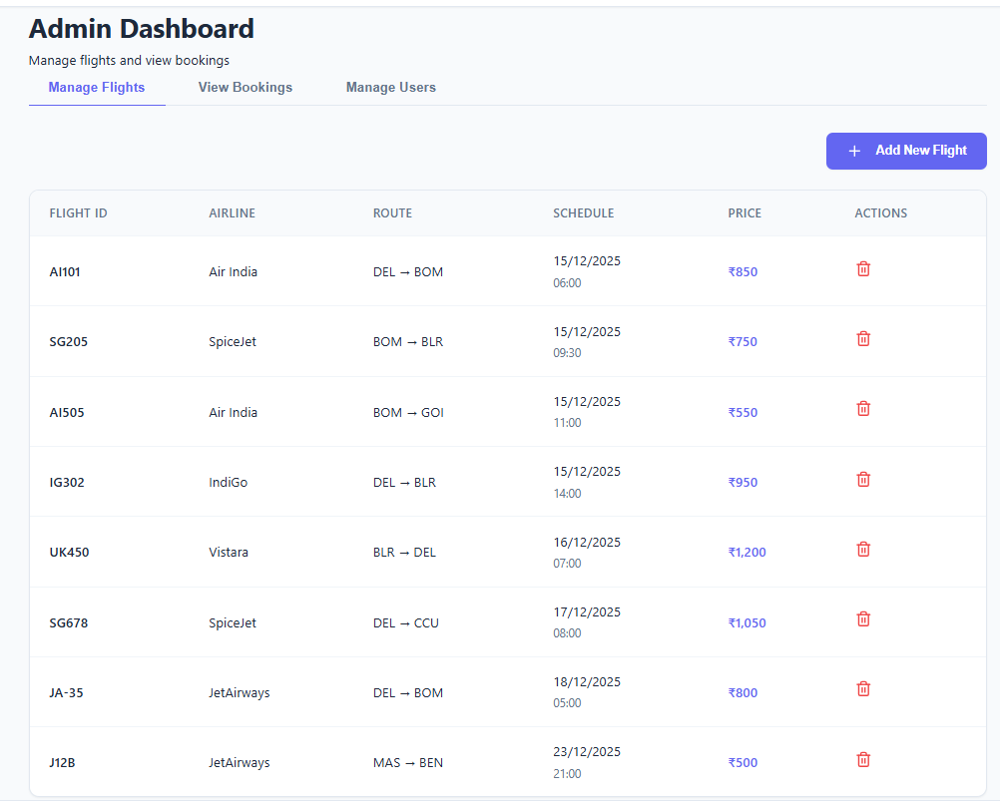 Admin Dashboard
Manage flights and view bookings
Manage Flights View Bookings Manage Users
+ Add New Flight
FLIGHT ID AIRLINE ROUTE SCHEDULE PRICE ACTIONS
AI101 Air India DEL → BOM 15/12/2025 ₹850
06:00
SG205 SpiceJet BOM → BLR 15/12/2025 ₹750
09:30
AI505 Air India BOM → GOI 15/12/2025 ₹550
11:00
IG302 IndiGo DEL → BLR 15/12/2025 ₹950
14:00
UK450 Vistara BLR → DEL 16/12/2025 ₹1,200
07:00
SG678 SpiceJet DEL → CCU 17/12/2025 ₹1,050
08:00
JA-35 JetAirways DEL → BOM 18/12/2025 ₹800
05:00
J12B JetAirways MAS → BEN 23/12/2025 ₹500
21:00